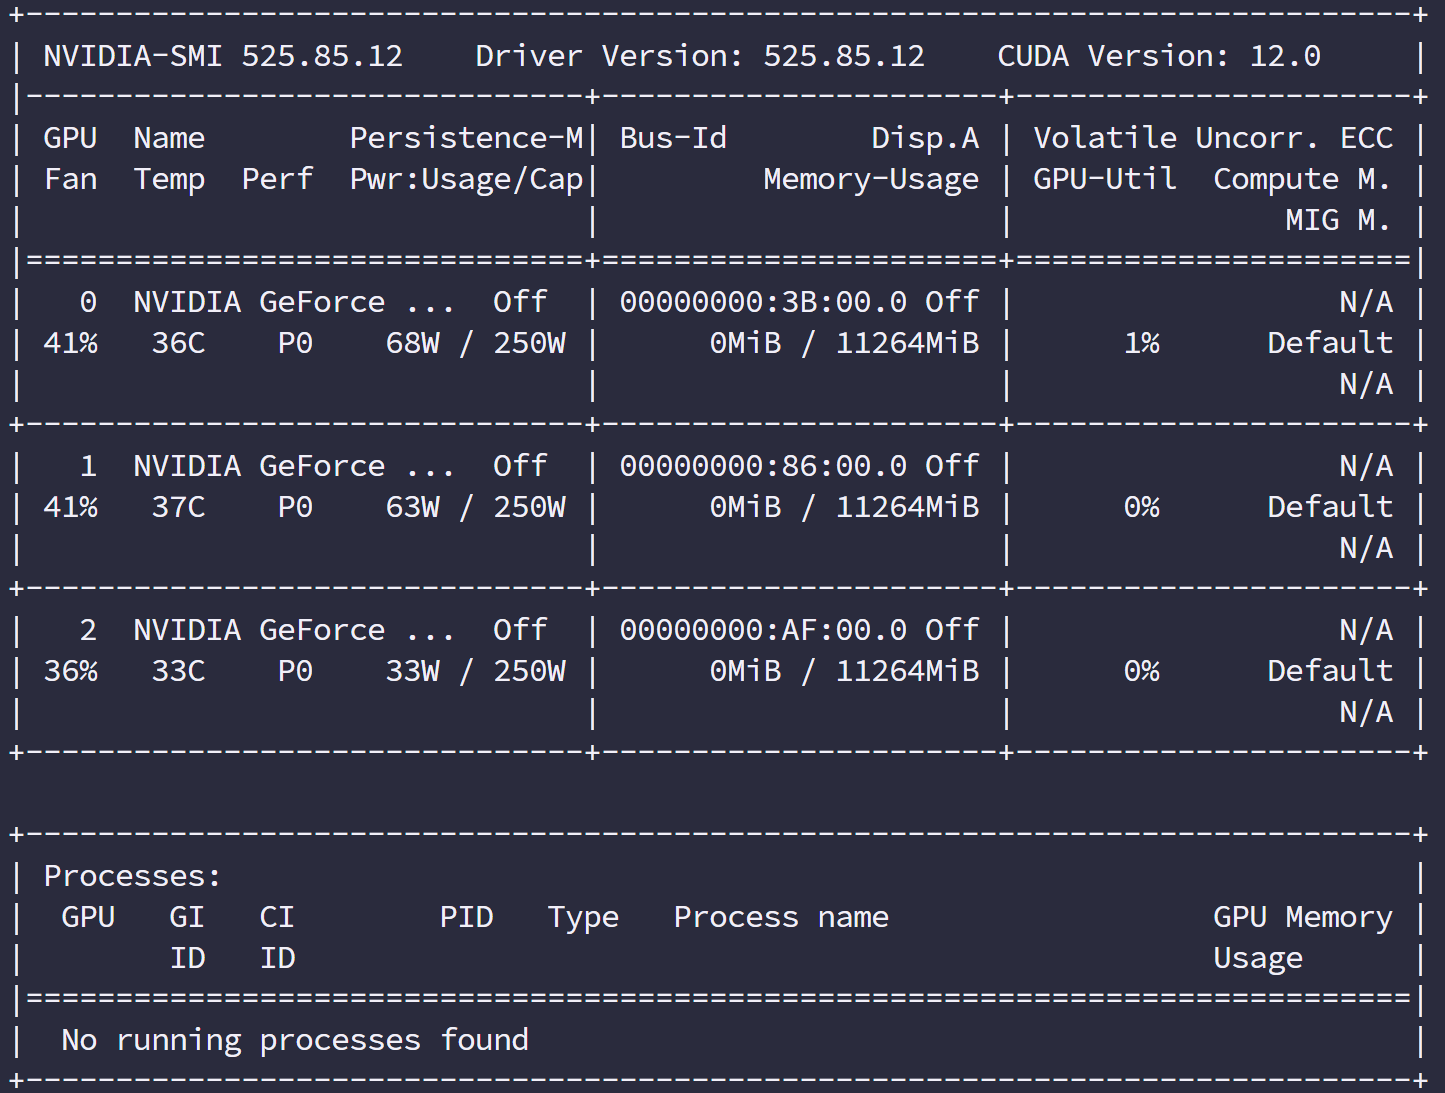 +-----------------------------------------------------------------------------+
| NVIDIA-SMI 525.85.12    Driver Version: 525.85.12    CUDA Version: 12.0     |
|-------------------------------+----------------------+----------------------+
| GPU  Name        Persistence-M| Bus-Id        Disp.A | Volatile Uncorr. ECC |
| Fan  Temp  Perf  Pwr:Usage/Cap|         Memory-Usage | GPU-Util  Compute M. |
|                               |                      |               MIG M. |
|===============================+======================+======================|
|   0  NVIDIA GeForce ...  Off  | 00000000:3B:00.0 Off |                  N/A |
| 41%   36C    P0    68W / 250W |      0MiB / 11264MiB |      1%      Default |
|                               |                      |                  N/A |
+-------------------------------+----------------------+----------------------+
|   1  NVIDIA GeForce ...  Off  | 00000000:86:00.0 Off |                  N/A |
| 41%   37C    P0    63W / 250W |      0MiB / 11264MiB |      0%      Default |
|                               |                      |                  N/A |
+-------------------------------+----------------------+----------------------+
|   2  NVIDIA GeForce ...  Off  | 00000000:AF:00.0 Off |                  N/A |
| 36%   33C    P0    33W / 250W |      0MiB / 11264MiB |      0%      Default |
|                               |                      |                  N/A |
+-------------------------------+----------------------+----------------------+

+-----------------------------------------------------------------------------+
| Processes:                                                                  |
|  GPU   GI   CI        PID   Type   Process name                  GPU Memory |
|        ID   ID                                                   Usage      |
|=============================================================================|
|  No running processes found                                                 |
+-----------------------------------------------------------------------------+